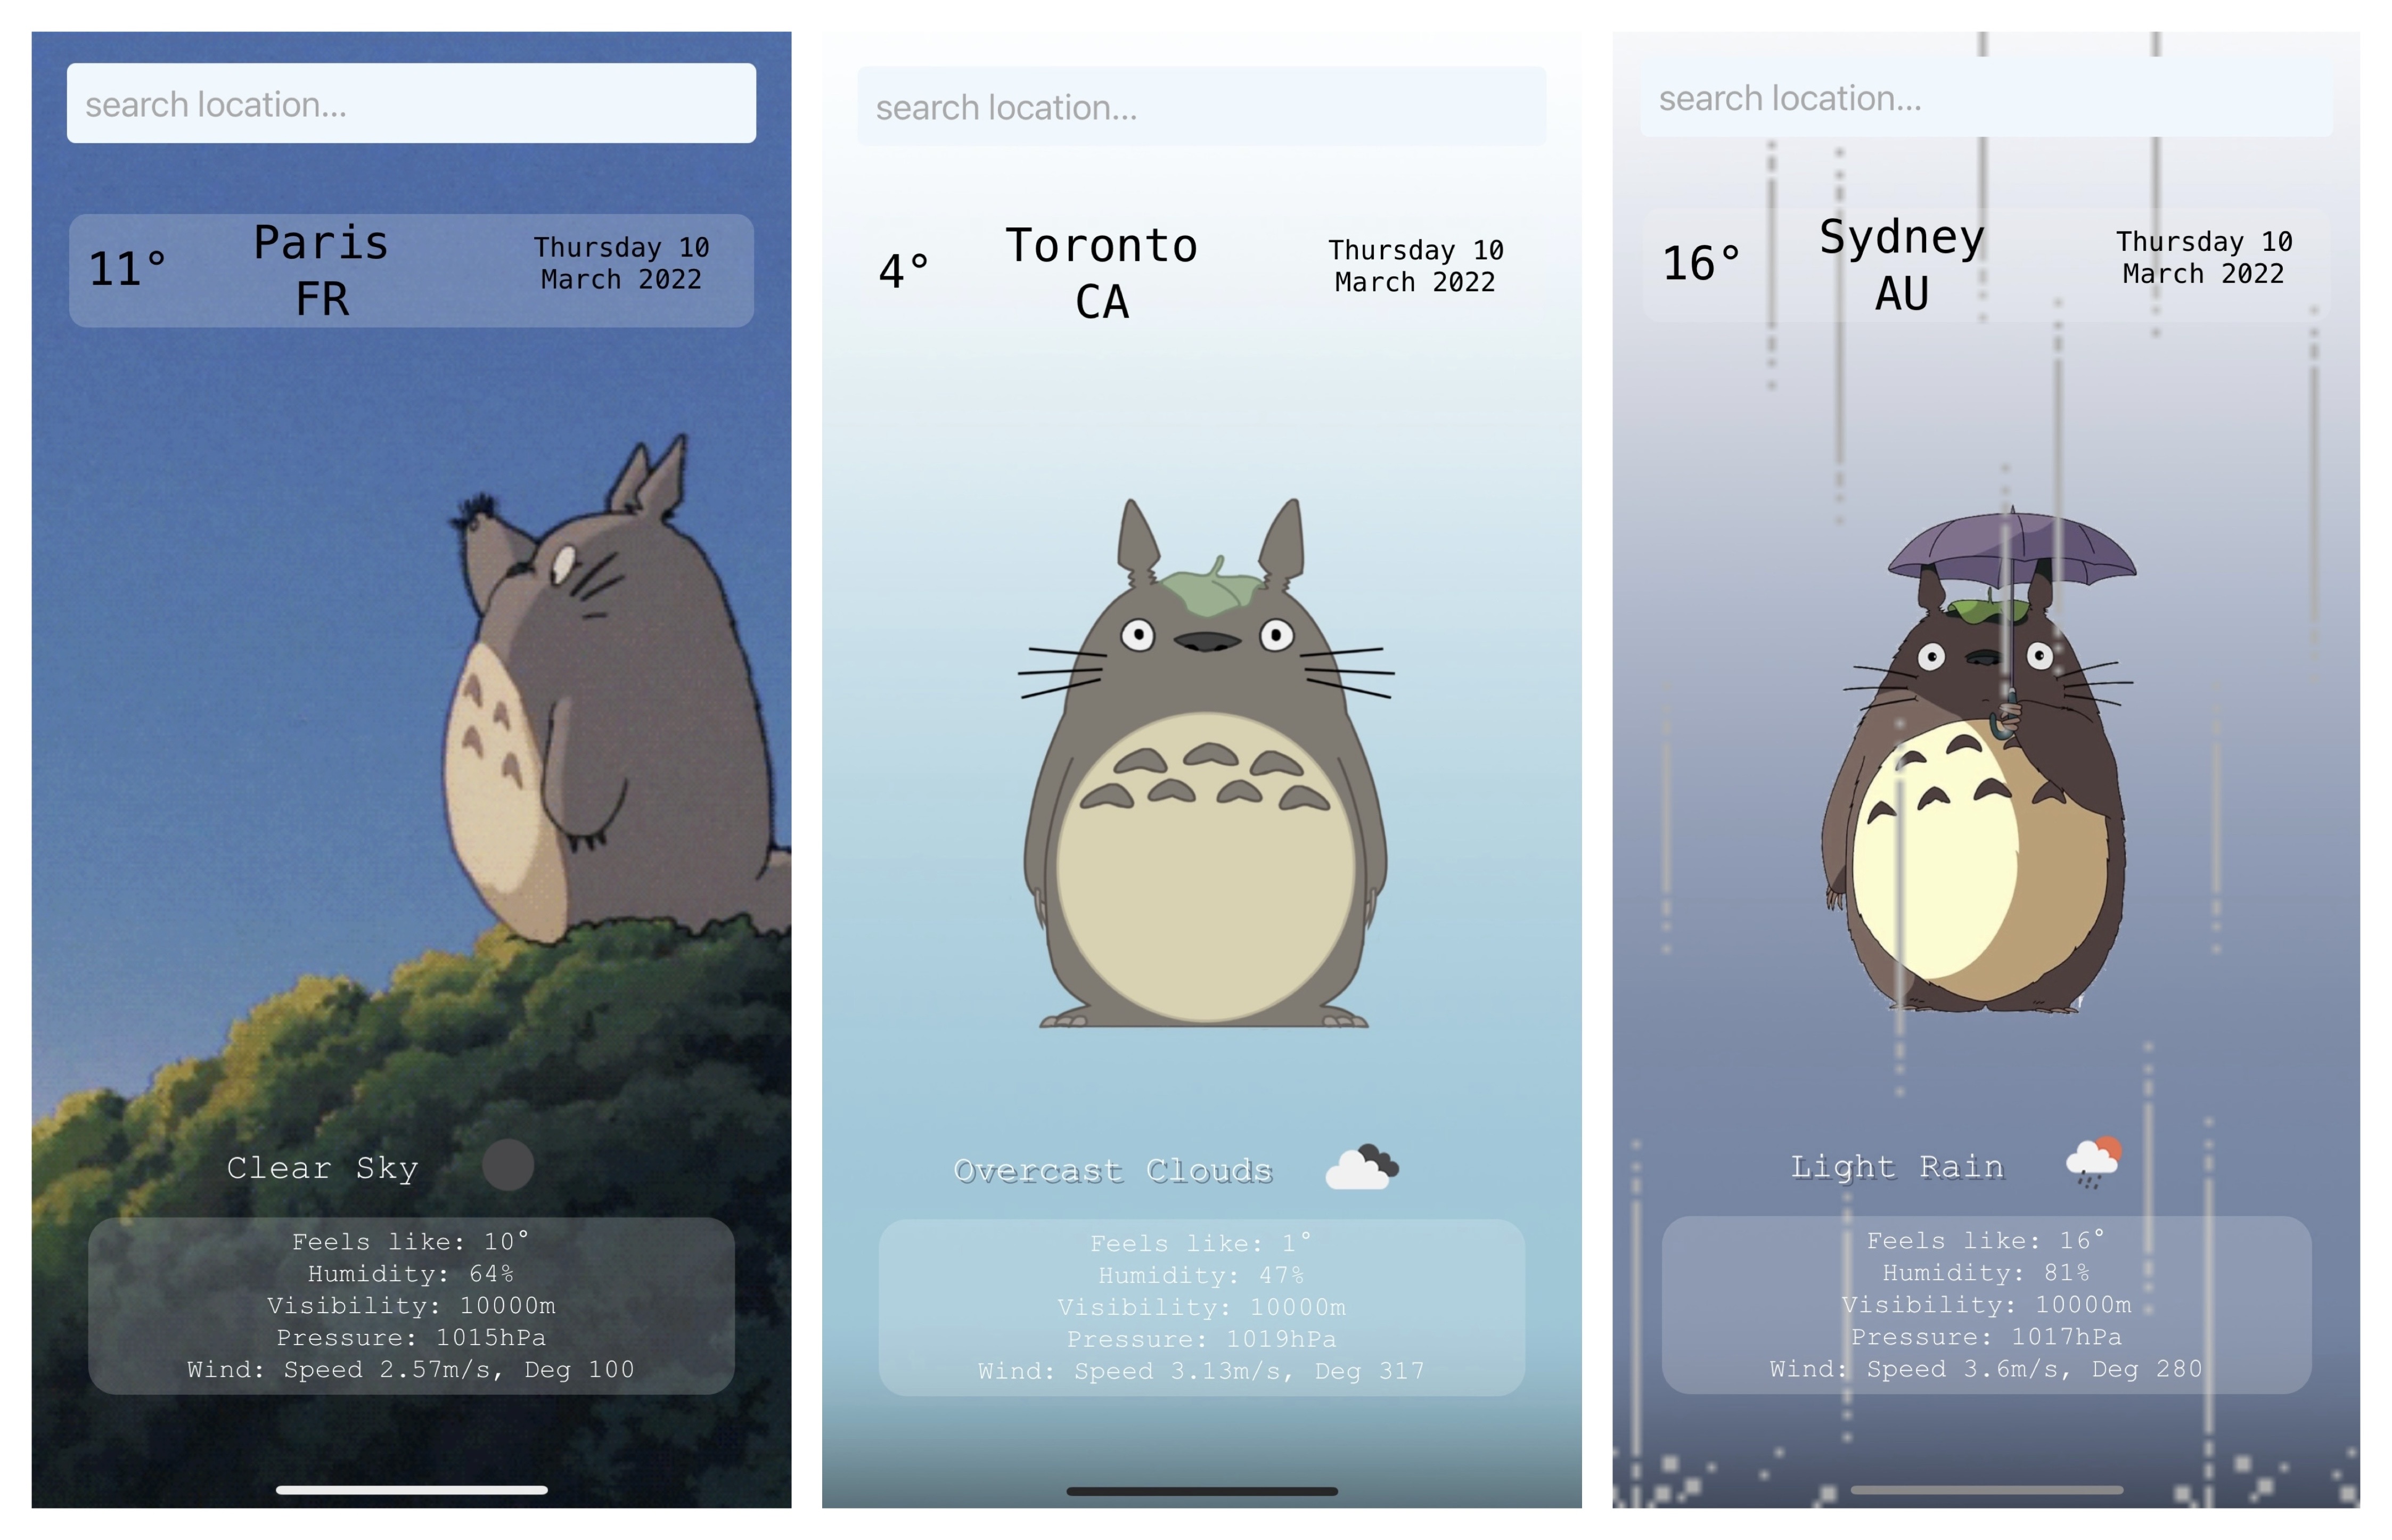 search location...
11°
Paris
FR
Thursday 10
March 2022
Clear Sky
Feels like: 10°
Humidity: 64%
Visibility: 10000m
Pressure: 1015hPa
Wind: Speed 2.57m/s, Deg 100
search location...
4°
Toronto
CA
Thursday 10
March 2022
Overcast Clouds
Feels like: 1°
Humidity: 47%
Visibility: 10000m
Pressure: 1019hPa
Wind: Speed 3.13m/s, Deg 317
search location...
16°
Sydney
AU
Thursday 10
March 2022
Light Rain
Feels like: 16°
Humidity: 81%
Visibility: 10000m
Pressure: 1017hPa
Wind: Speed 3.6m/s, Deg 280